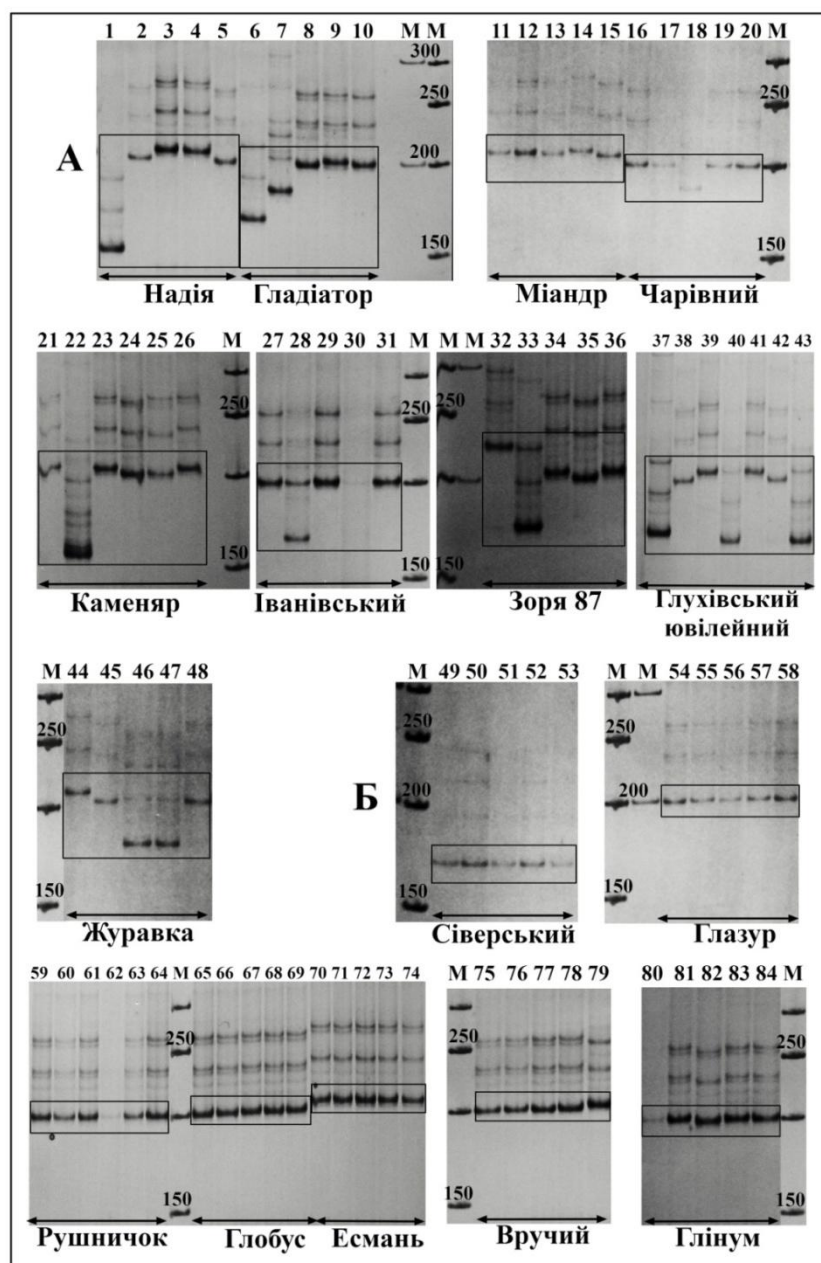 1 2 3 4 5 6 7 8 9 10 M M
300
250
200
150
А
Надія Гладіатор
11 12 13 14 15 16 17 18 19 20 M
250
150
Міандр Чарівний
21 22 23 24 25 26 M
250
150
Каменяр
27 28 29 30 31 M
250
150
Іванівський
M M 32 33 34 35 36
250
150
Зоря 87
37 38 39 40 41 42 43
Глухівський
ювілейний
M 44 45 46 47 48
250
150
Журавка
Б
M 49 50 51 52 53
250
200
150
Сіверський
M M 54 55 56 57 58
250
200
150
Глазур
59 60 61 62 63 64 M 65 66 67 68 69 70 71 72 73 74
250
150
Рушничок Глобус Есмань
M 75 76 77 78 79
250
150
Вручий
80 81 82 83 84 M
250
150
Глінум